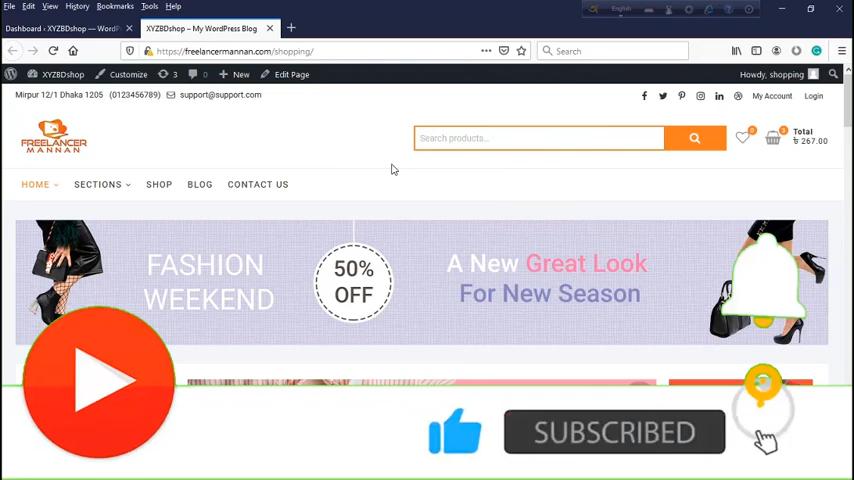 File Edit View History Bookmarks Tools Help
English
Dashboard ‹ XYZBDshop — WordP
XYZBDshop – My WordPress Blog
https://freelancermannan.com/shopping/
Search
XYZBDshop Customize 3 0 New Edit Page
Howdy, shopping
Mirpur 12/1 Dhaka 1205 (0123456789) support@support.com
My Account Login
FREELANCER
MANNAN
Search products...
0
3
Total
৳ 267.00
HOME SECTIONS SHOP BLOG CONTACT US
FASHION
WEEKEND
50%
OFF
A New Great Look
For New Season
SUBSCRIBED